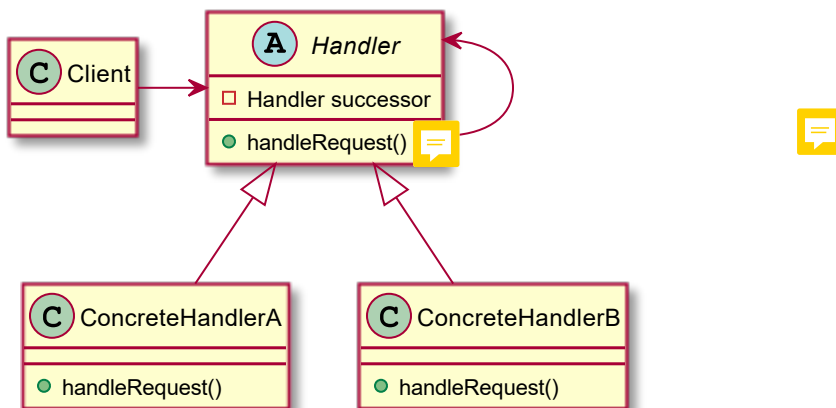 A Handler
C Client
Handler successor
handleRequest()
C ConcreteHandlerA
C ConcreteHandlerB
handleRequest()
handleRequest()